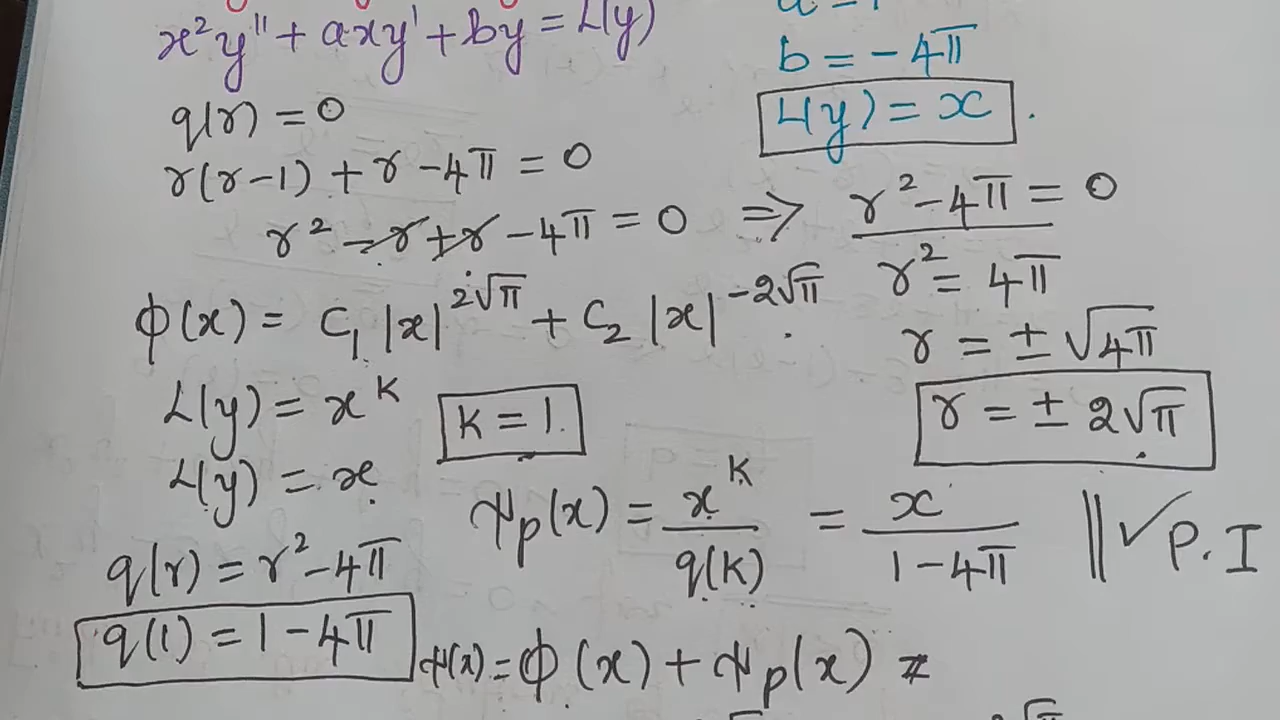 x²y" + axy' + by = L(y)
a = 1
b = -4π
L(y) = x .
q(r) = 0
r(r-1) + r - 4π = 0
r² - r + r - 4π = 0 ⇒ r² - 4π = 0
r² = 4π
r = ± √4π
r = ± 2√π
ϕ(x) = C₁ |x|^2√π + C₂ |x|^-2√π .
L(y) = x^K
K = 1.
L(y) = x.
ψp(x) = x^K / q(K) = x / 1-4π || ✓ P.I
q(r) = r² - 4π
q(1) = 1 - 4π
ψ(x) = ϕ(x) + ψp(x) =